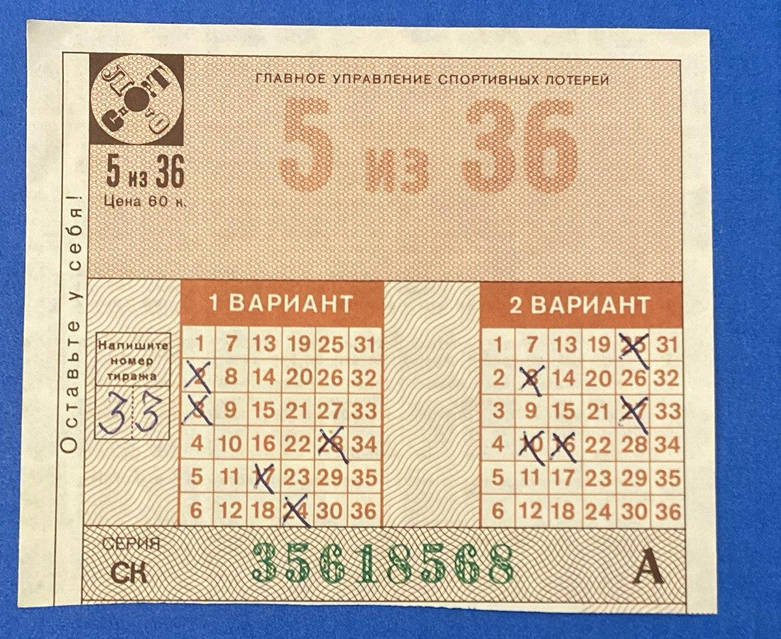 ГЛАВНОЕ УПРАВЛЕНИЕ СПОРТИВНЫХ ЛОТЕРЕЙ
5 из 36
СПОРТЛОТО
5 из 36
Цена 60 к.
Оставьте у себя!
1 ВАРИАНТ
2 ВАРИАНТ
Напишите
номер
тиража
33
1 7 13 19 25 31
2 8 14 20 26 32
3 9 15 21 27 33
4 10 16 22 28 34
5 11 17 23 29 35
6 12 18 24 30 36
1 7 13 19 25 31
2 8 14 20 26 32
3 9 15 21 27 33
4 10 16 22 28 34
5 11 17 23 29 35
6 12 18 24 30 36
СЕРИЯ
СК
35618568
А